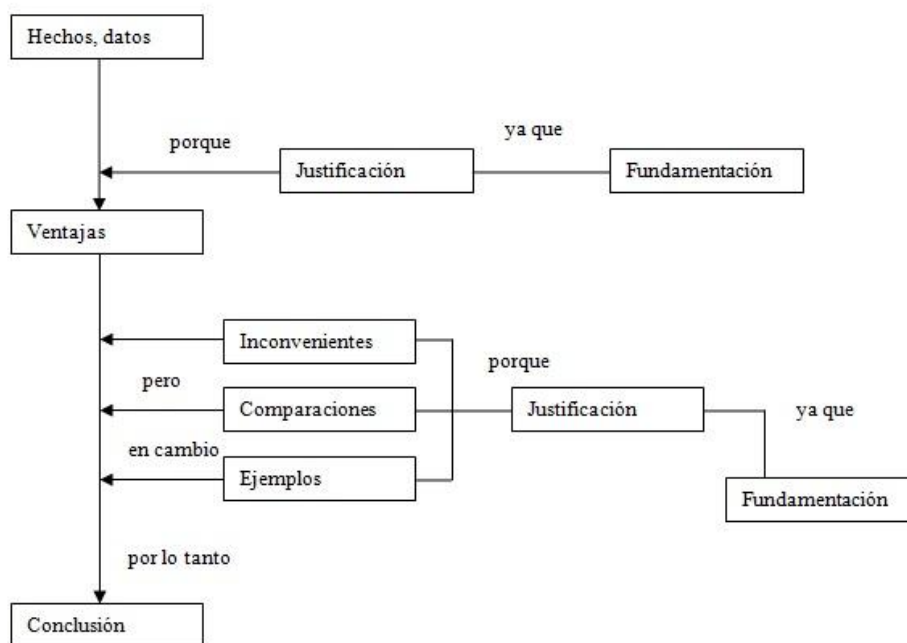 Hechos, datos
porque
ya que
Justificación
Fundamentación
Ventajas
Inconvenientes
pero
Comparaciones
porque
Justificación
ya que
en cambio
Ejemplos
Fundamentación
por lo tanto
Conclusión